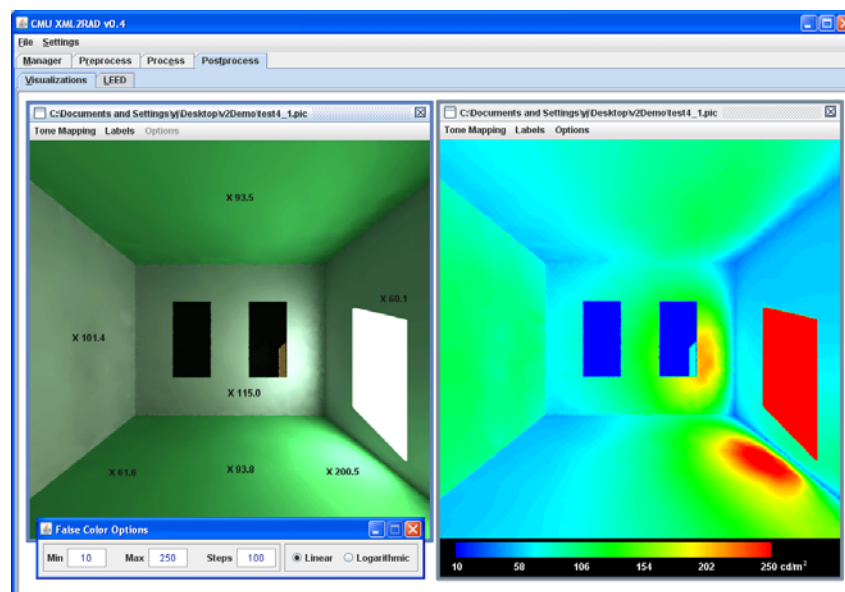 CMU XML2RAD v0.4
File Settings
Manager Preprocess Process Postprocess
Visualizations LEED
C:\Documents and Settings\yj\Desktop\v2Demo\test4_1.pic
Tone Mapping Labels Options
X 93.5
X 60.1
X 101.4
X 115.0
X 61.6
X 93.8
X 200.5
False Color Options
Min 10 Max 250 Steps 100 Linear Logarithmic
C:\Documents and Settings\yj\Desktop\v2Demo\test4_1.pic
Tone Mapping Labels Options
10 58 106 154 202 250 cd/m²